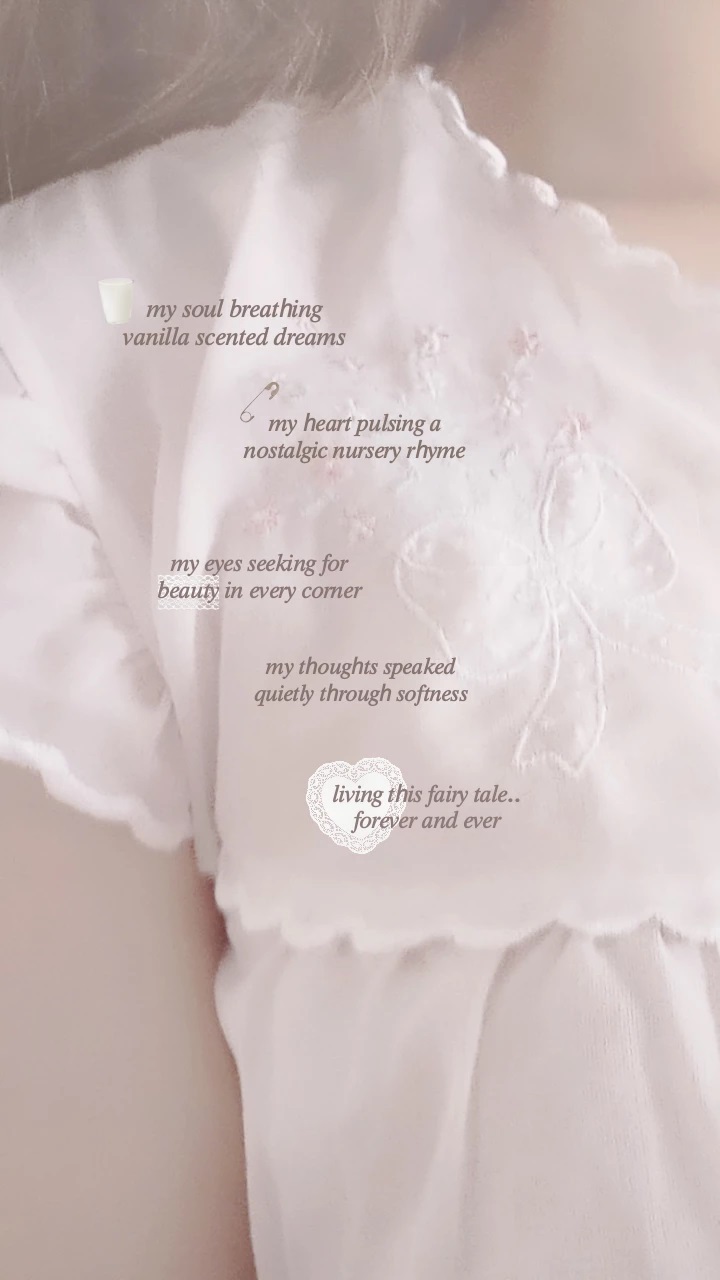 my soul breathing
vanilla scented dreams
my heart pulsing a
nostalgic nursery rhyme
my eyes seeking for
beauty in every corner
my thoughts speaked
quietly through softness
living this fairy tale..
forever and ever